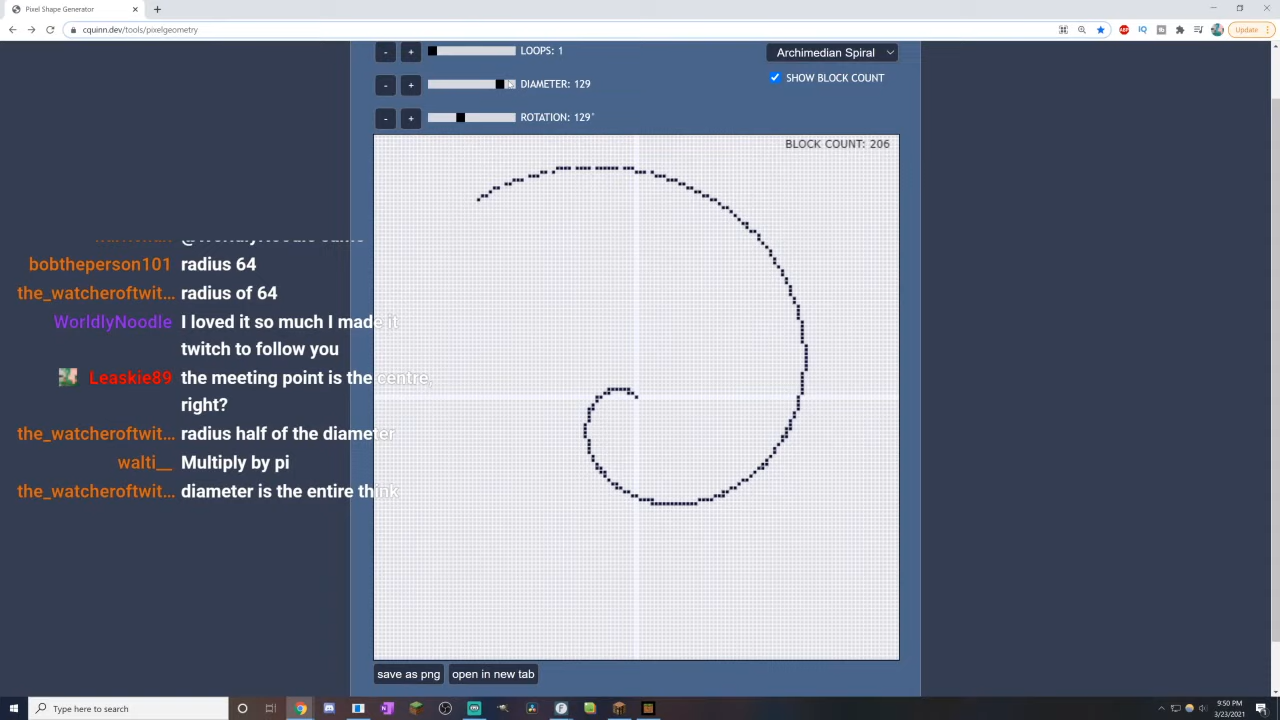 Pixel Shape Generator
cquinn.dev/tools/pixelgeometry
Update
- + LOOPS: 1
Archimedian Spiral
- + DIAMETER: 129
SHOW BLOCK COUNT
- + ROTATION: 129°
BLOCK COUNT: 206
bobtheperson101 radius 64
the_watcheroftwit... radius of 64
WorldlyNoodle I loved it so much I made it
twitch to follow you
Leaskie89 the meeting point is the centre,
right?
the_watcheroftwit... radius half of the diameter
walti__ Multiply by pi
the_watcheroftwit... diameter is the entire think
save as png open in new tab
Type here to search
9:50 PM
3/23/2021